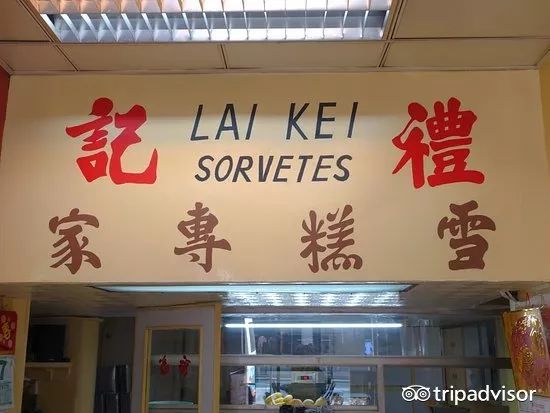 禮記
LAI KEI
SORVETES
雪糕專家
tripadvisor